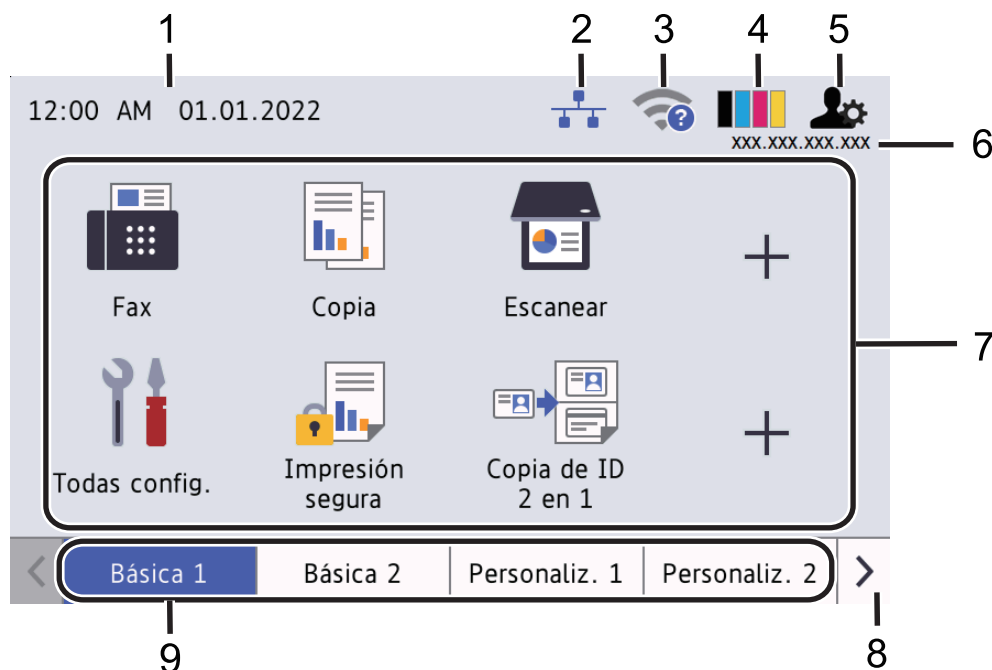 1 2 3 4 5
12:00 AM 01.01.2022
?
xxx.xxx.xxx.xxx 6
Fax Copia Escanear
7
Todas config. Impresión segura Copia de ID 2 en 1
Básica 1 Básica 2 Personaliz. 1 Personaliz. 2
9 8